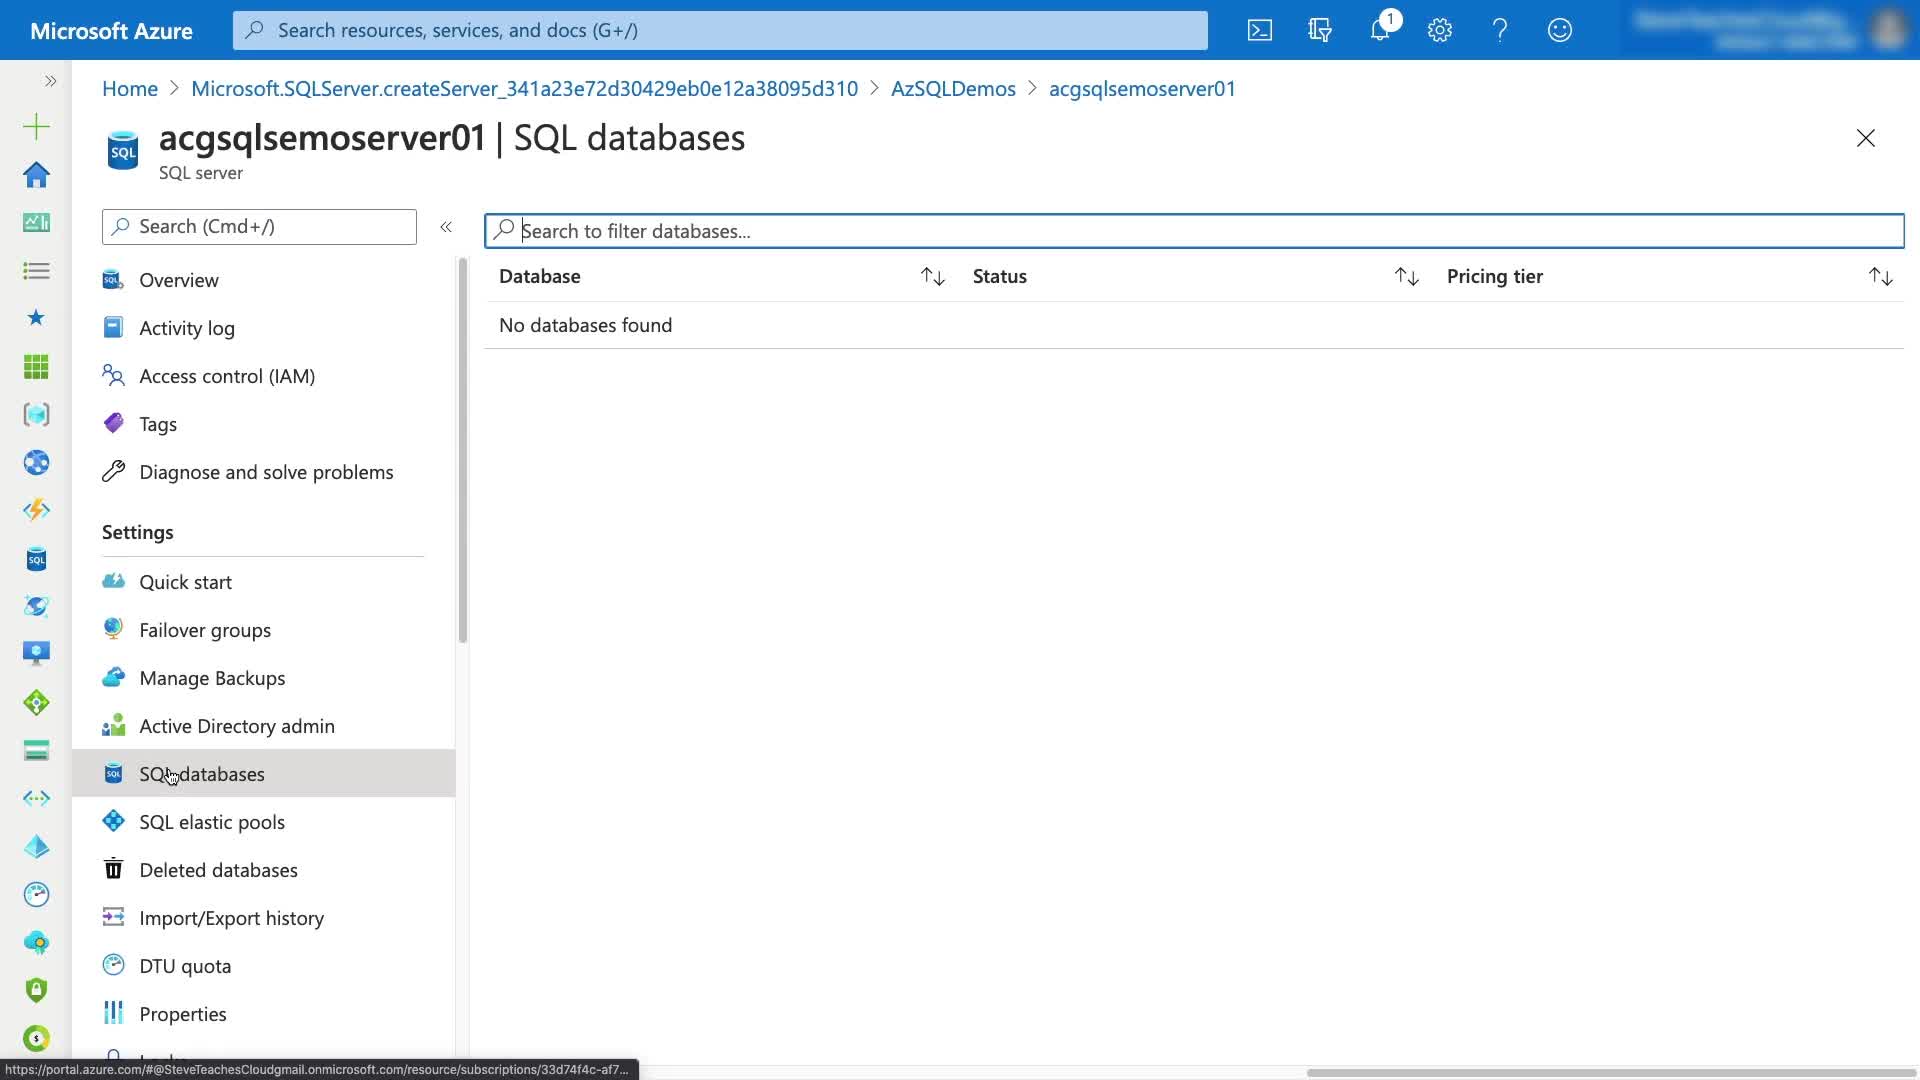 Microsoft Azure
Search resources, services, and docs (G+/)
1
Home > Microsoft.SQLServer.createServer_341a23e72d30429eb0e12a38095d310 > AzSQLDemos > acgsqlsemoserver01
acgsqlsemoserver01 | SQL databases
SQL server
Search (Cmd+/)
«
Search to filter databases...
Database
Status
Pricing tier
No databases found
Overview
Activity log
Access control (IAM)
Tags
Diagnose and solve problems
Settings
Quick start
Failover groups
Manage Backups
Active Directory admin
SQL databases
SQL elastic pools
Deleted databases
Import/Export history
DTU quota
Properties
Locks
https://portal.azure.com/#@SteveTeachesCloudgmail.onmicrosoft.com/resource/subscriptions/33d74f4c-af7...